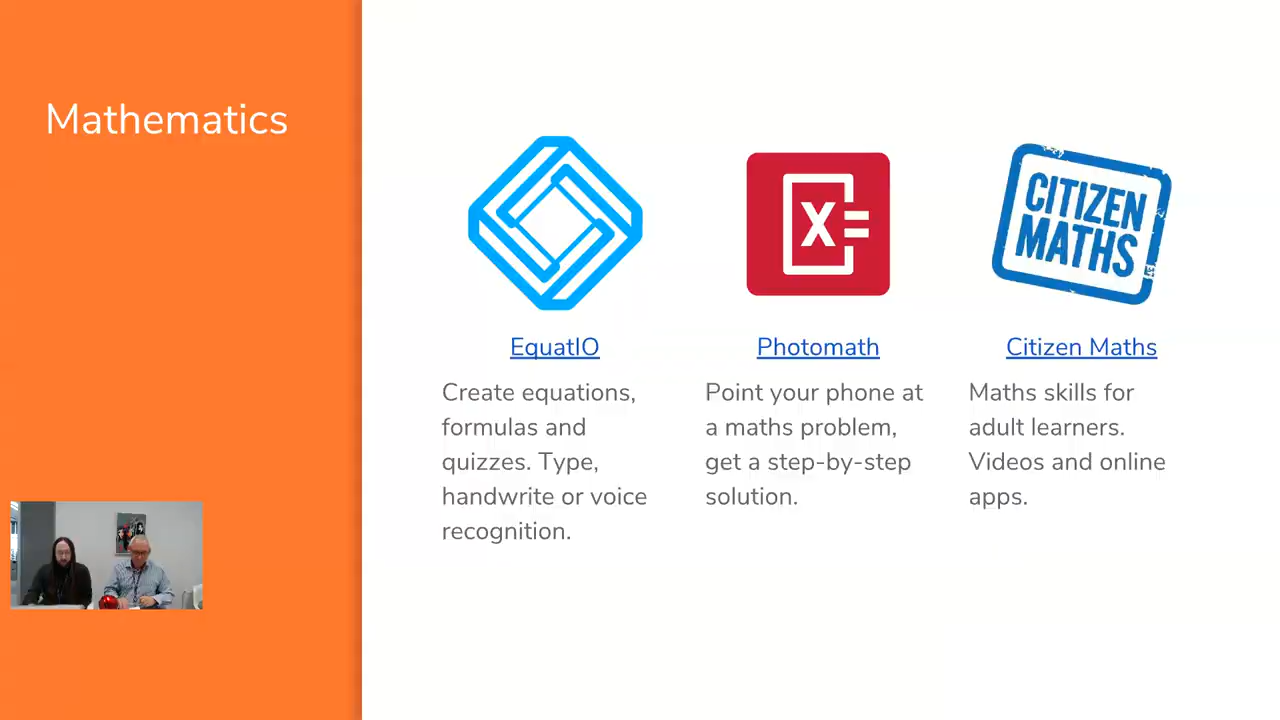 Mathematics
X=
CITIZEN
MATHS
EquatIO
Photomath
Citizen Maths
Create equations,
formulas and
quizzes. Type,
handwrite or voice
recognition.
Point your phone at
a maths problem,
get a step-by-step
solution.
Maths skills for
adult learners.
Videos and online
apps.